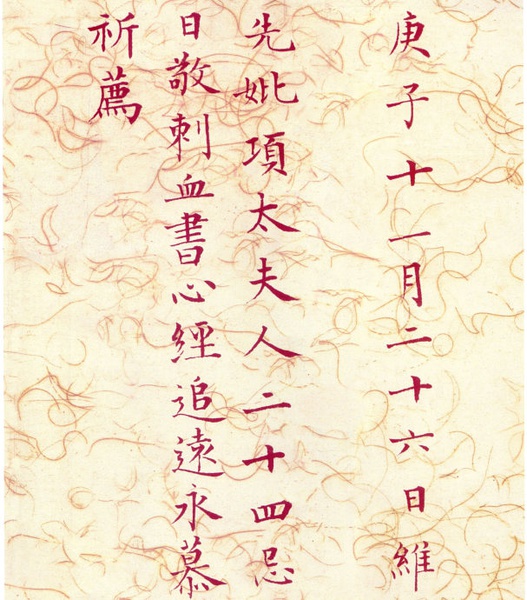 庚子十一月二十六日維
先妣項太夫人二十四忌
日敬刺血書心經追遠永慕
祈薦